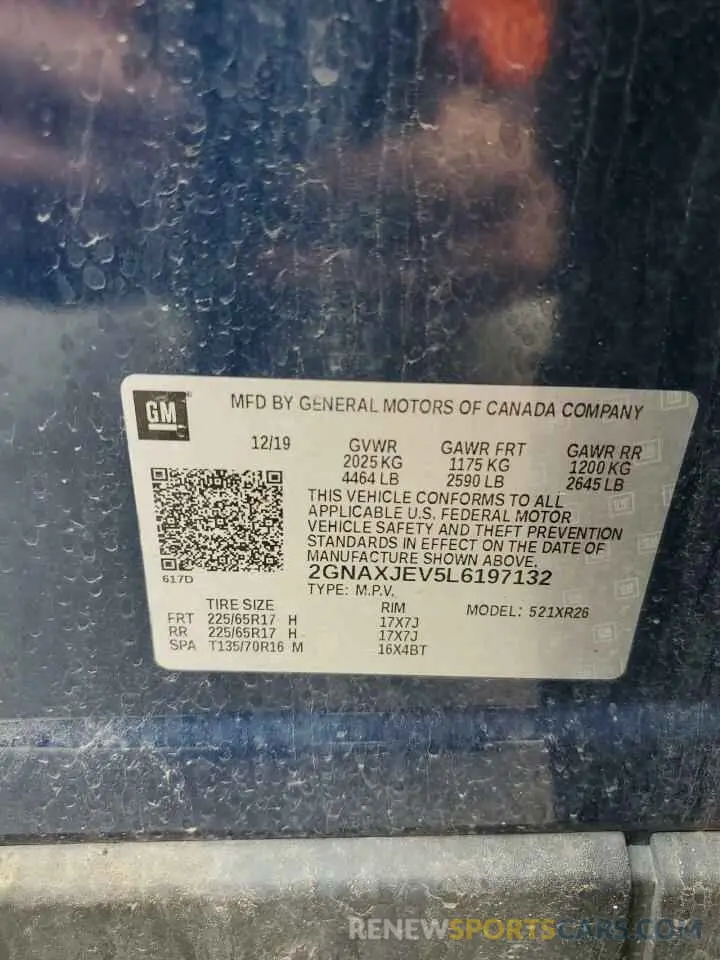 GM
MFD BY GENERAL MOTORS OF CANADA COMPANY
12/19 GVWR GAWR FRT GAWR RR
2025 KG 1175 KG 1200 KG
4464 LB 2590 LB 2645 LB
THIS VEHICLE CONFORMS TO ALL
APPLICABLE U.S. FEDERAL MOTOR
VEHICLE SAFETY AND THEFT PREVENTION
STANDARDS IN EFFECT ON THE DATE OF
MANUFACTURE SHOWN ABOVE.
617D 2GNAXJEV5L6197132
TYPE: M.P.V.
TIRE SIZE RIM MODEL: 521XR26
FRT 225/65R17 H 17X7J
RR 225/65R17 H 17X7J
SPA T135/70R16 M 16X4BT
RENEWSPORTSCARS.COM